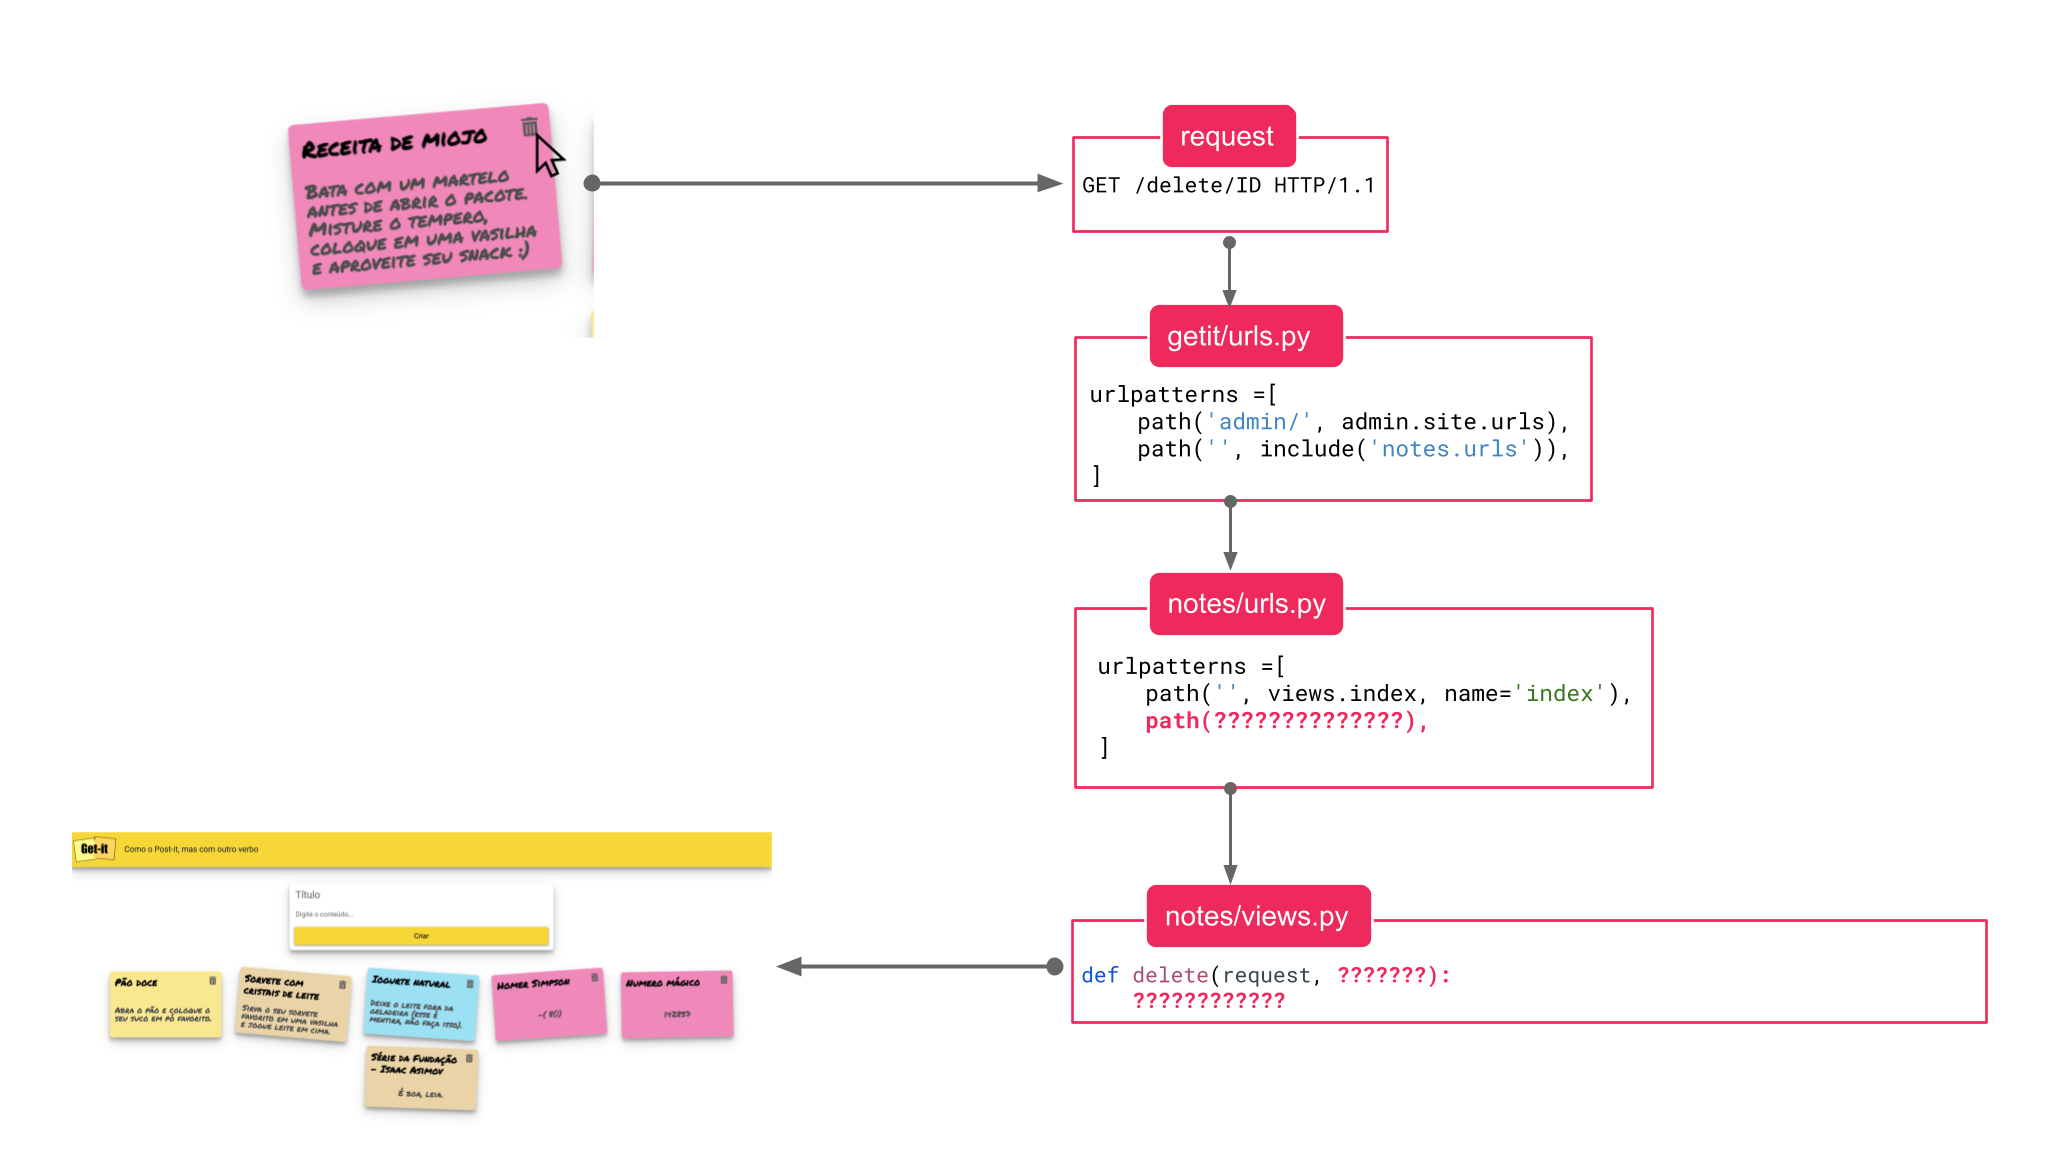 RECEITA DE MIOJO
BATA COM UM MARTELO
ANTES DE ABRIR O PACOTE.
MISTURE O TEMPERO,
COLOQUE EM UMA VASILHA
E APROVEITE SEU SNACK :)
request
GET /delete/ID HTTP/1.1
getit/urls.py
urlpatterns =[
path('admin/', admin.site.urls),
path('', include('notes.urls')),
]
notes/urls.py
urlpatterns =[
path('', views.index, name='index'),
path(??????????????),
]
notes/views.py
def delete(request, ???????):
????????????
Get-it
Como o Post-it, mas com outro verbo
Título
Digite o conteúdo...
Criar
PÃO DOCE
ABRA O PÃO E COLOQUE O
SEU SUCO EM PÓ FAVORITO.
SORVETE COM
CRISTAIS DE LEITE
SIRVA O SEU SORVETE
FAVORITO EM UMA VASILHA
E JOGUE LEITE EM CIMA.
IOGURTE NATURAL
DEIXE O LEITE FORA DA
GELADEIRA (ESSE É
MENTIRA, NÃO FAÇA ISSO).
HOMER SIMPSON
~( 8(|)
NUMERO MÁGICO
142857
SÉRIE DA FUNDAÇÃO
- ISAAC ASIMOV
É BOA, LEIA.